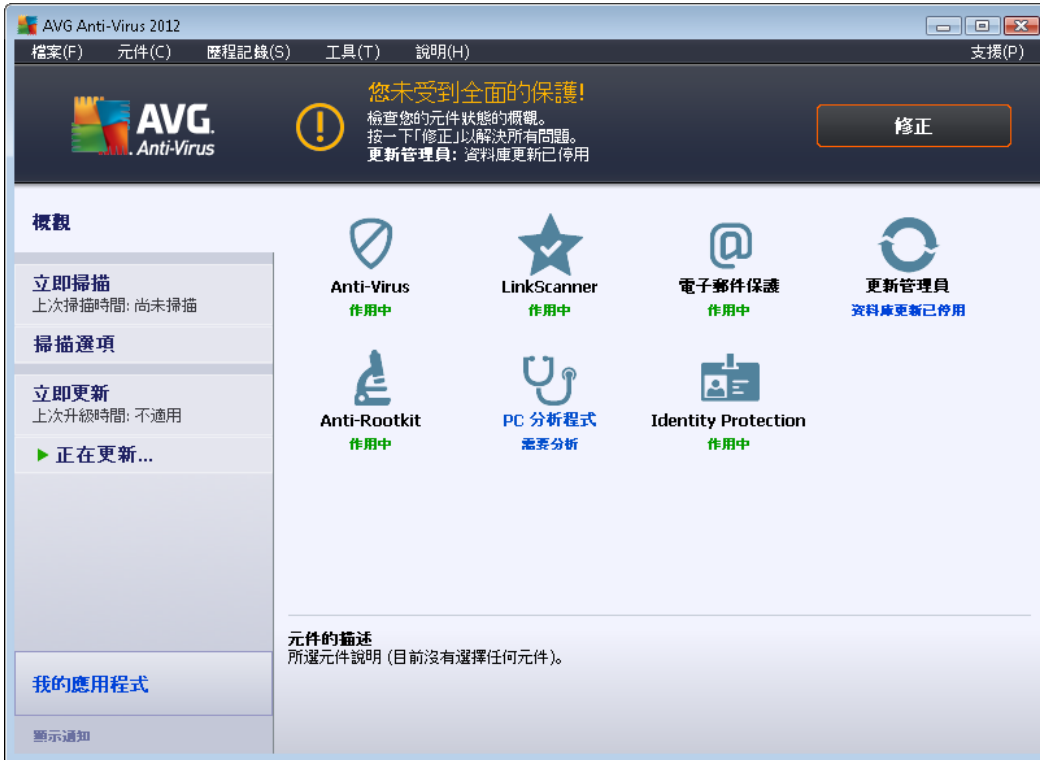 AVG Anti-Virus 2012
檔案(F) 元件(C) 歷程記錄(S) 工具(T) 說明(H) 支援(P)
AVG.
Anti-Virus
您未受到全面的保護!
檢查您的元件狀態的概觀。
按一下「修正」以解決所有問題。
更新管理員: 資料庫更新已停用
修正
概觀
立即掃描
上次掃描時間: 尚未掃描
掃描選項
立即更新
上次升級時間: 不適用
正在更新...
我的應用程式
顯示通知
Anti-Virus
作用中
LinkScanner
作用中
電子郵件保護
作用中
更新管理員
資料庫更新已停用
Anti-Rootkit
作用中
PC 分析程式
需要分析
Identity Protection
作用中
元件的描述
所選元件說明 (目前沒有選擇任何元件)。